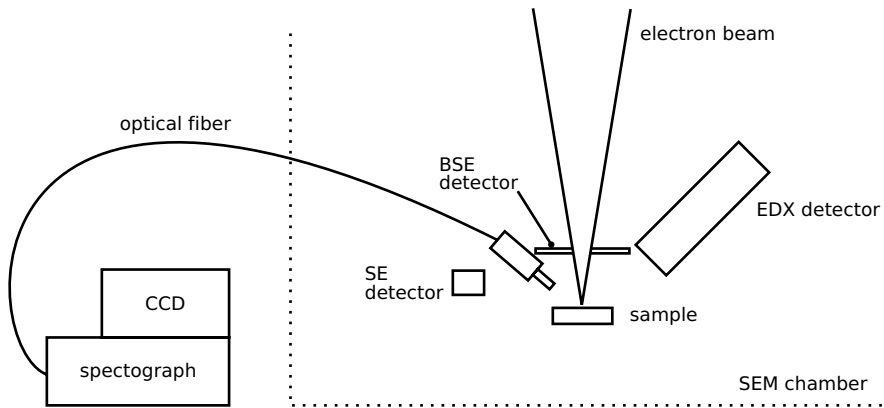 electron beam
optical fiber
BSE
detector
EDX detector
SE
detector
CCD
sample
spectograph
SEM chamber